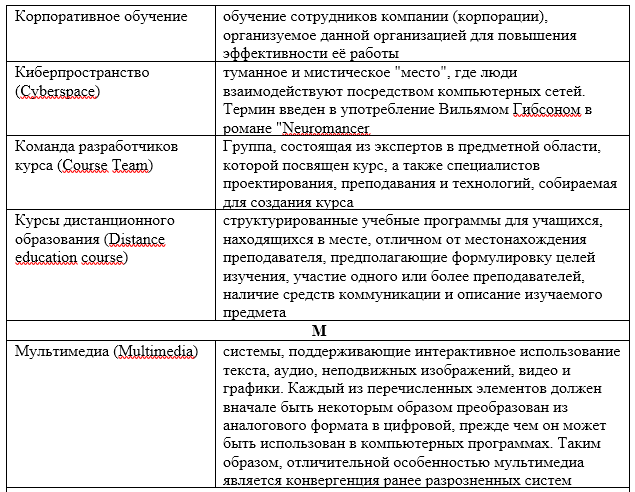 Корпоративное обучение
обучение сотрудников компании (корпорации),
организуемое данной организацией для повышения
эффективности её работы
Киберпространство
(Cyberspace)
туманное и мистическое "место", где люди
взаимодействуют посредством компьютерных сетей.
Термин введен в употребление Вильямом Гибсоном в
романе "Neuromancer
Команда разработчиков
курса (Course Team)
Группа, состоящая из экспертов в предметной области,
которой посвящен курс, а также специалистов
проектирования, преподавания и технологий, собираемая
для создания курса
Курсы дистанционного
образования (Distance
education course)
структурированные учебные программы для учащихся,
находящихся в месте, отличном от местонахождения
преподавателя, предполагающие формулировку целей
изучения, участие одного или более преподавателей,
наличие средств коммуникации и описание изучаемого
предмета
М
Мультимедиа (Multimedia)
системы, поддерживающие интерактивное использование
текста, аудио, неподвижных изображений, видео и
графики. Каждый из перечисленных элементов должен
вначале быть некоторым образом преобразован из
аналогового формата в цифровой, прежде чем он может
быть использован в компьютерных программах. Таким
образом, отличительной особенностью мультимедиа
является конвергенция ранее разрозненных систем